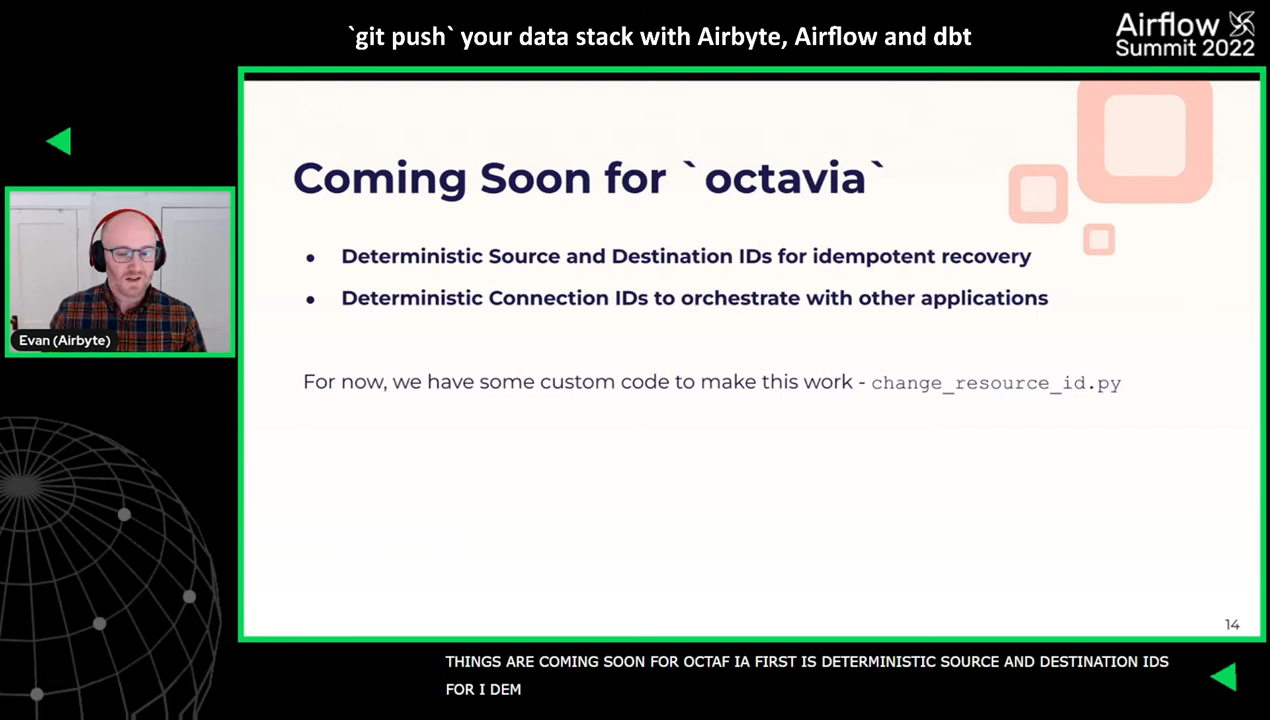 `git push` your data stack with Airbyte, Airflow and dbt
Airflow
Summit 2022
Coming Soon for `octavia`
● Deterministic Source and Destination IDs for idempotent recovery
● Deterministic Connection IDs to orchestrate with other applications
Evan (Airbyte)
For now, we have some custom code to make this work - change_resource_id.py
14
THINGS ARE COMING SOON FOR OCTAF IA FIRST IS DETERMINISTIC SOURCE AND DESTINATION IDS
FOR I DEM